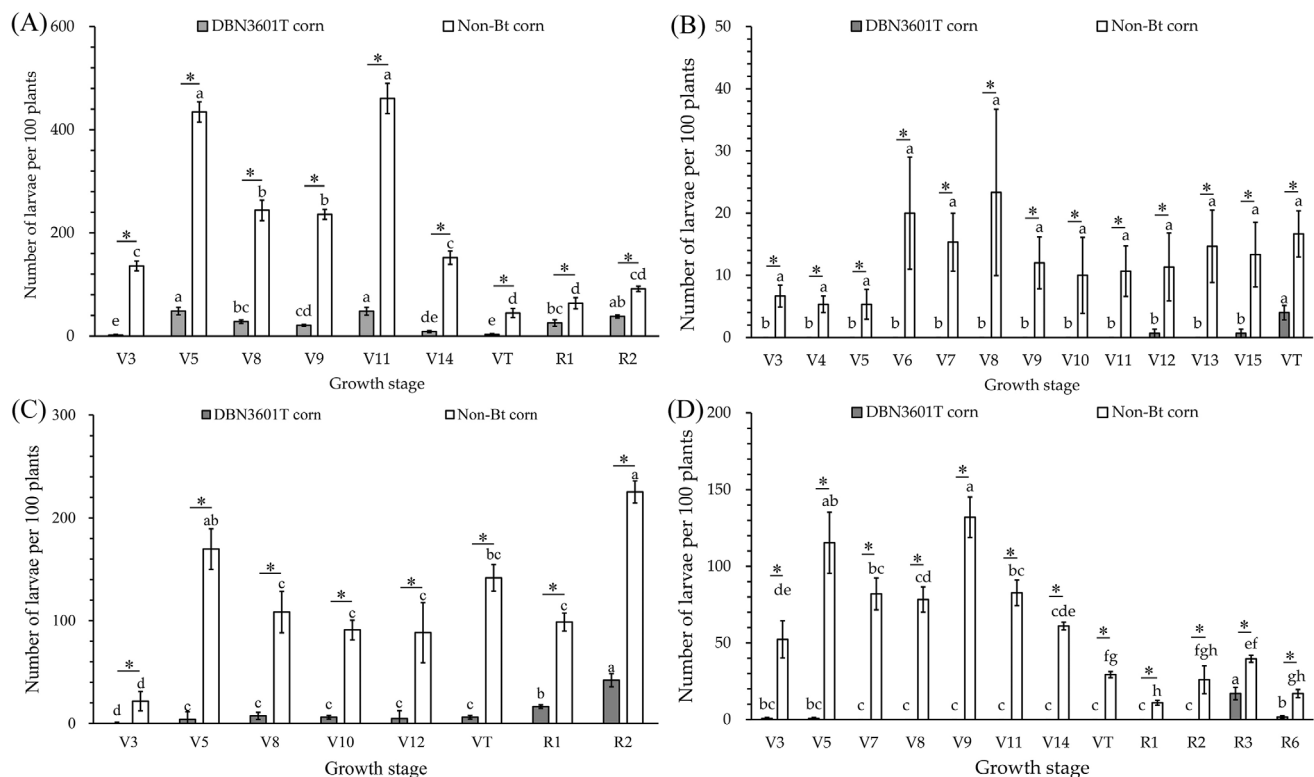 (A)
Number of larvae per 100 plants
600
400
200
0
DBN3601T corn
Non-Bt corn
* * * * * * * * *
c a b b a c d d cd
e a bc cd a de e bc ab
V3 V5 V8 V9 V11 V14 VT R1 R2
Growth stage
(B)
Number of larvae per 100 plants
50
40
30
20
10
0
DBN3601T corn
Non-Bt corn
* * * * * * * * * * * * *
a a a a a a a a a a a a a
b b b b b b b b b b b b a
V3 V4 V5 V6 V7 V8 V9 V10 V11 V12 V13 V15 VT
Growth stage
(C)
Number of larvae per 100 plants
300
200
100
0
DBN3601T corn
Non-Bt corn
* * * * * * * *
d ab c c c bc c a
d c c c c c b a
V3 V5 V8 V10 V12 VT R1 R2
Growth stage
(D)
Number of larvae per 100 plants
200
150
100
50
0
DBN3601T corn
Non-Bt corn
* * * * * * * * * * * *
de ab bc cd a bc cde fg h fgh ef gh
bc bc c c c c c c c c a b
V3 V5 V7 V8 V9 V11 V14 VT R1 R2 R3 R6
Growth stage